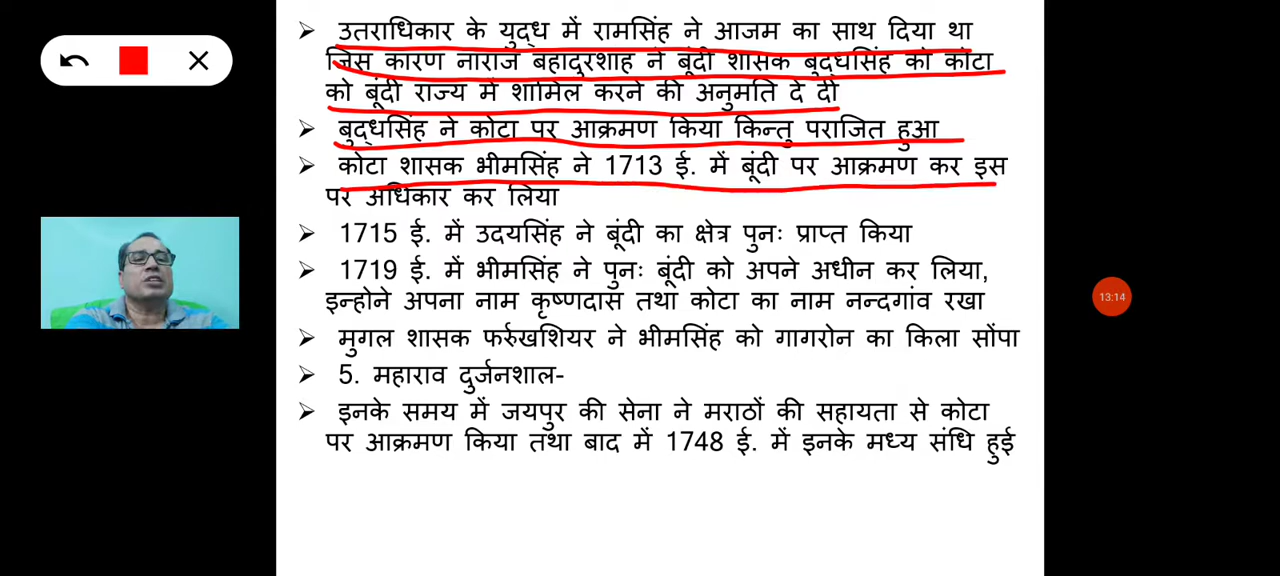 ➢ उतराधिकार के युद्ध में रामसिंह ने आजम का साथ दिया था
जिस कारण नाराज बहादुरशाह ने बूंदी शासक बुद्धसिंह को कोटा
को बूंदी राज्य में शामिल करने की अनुमति दे दी
➢ बुद्धसिंह ने कोटा पर आक्रमण किया किन्तु पराजित हुआ
➢ कोटा शासक भीमसिंह ने 1713 ई. में बूंदी पर आक्रमण कर इस
पर अधिकार कर लिया
➢ 1715 ई. में उदयसिंह ने बूंदी का क्षेत्र पुनः प्राप्त किया
➢ 1719 ई. में भीमसिंह ने पुनः बूंदी को अपने अधीन कर लिया,
इन्होने अपना नाम कृष्णदास तथा कोटा का नाम नन्दगांव रखा
➢ मुगल शासक फर्रुखशियर ने भीमसिंह को गागरोन का किला सोंपा
➢ 5. महाराव दुर्जनशाल-
➢ इनके समय में जयपुर की सेना ने मराठों की सहायता से कोटा
पर आक्रमण किया तथा बाद में 1748 ई. में इनके मध्य संधि हुई
13:14